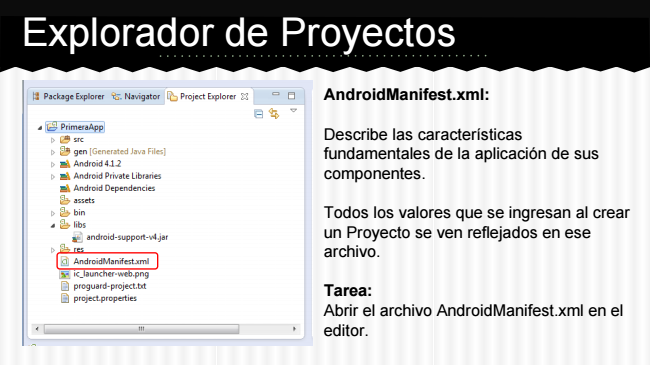 Explorador de Proyectos
Package Explorer Navigator Project Explorer
PrimeraApp
src
gen [Generated Java Files]
Android 4.1.2
Android Private Libraries
Android Dependencies
assets
bin
libs
android-support-v4.jar
res
AndroidManifest.xml
ic_launcher-web.png
proguard-project.txt
project.properties
AndroidManifest.xml:
Describe las características
fundamentales de la aplicación de sus
componentes.
Todos los valores que se ingresan al crear
un Proyecto se ven reflejados en ese
archivo.
Tarea:
Abrir el archivo AndroidManifest.xml en el
editor.